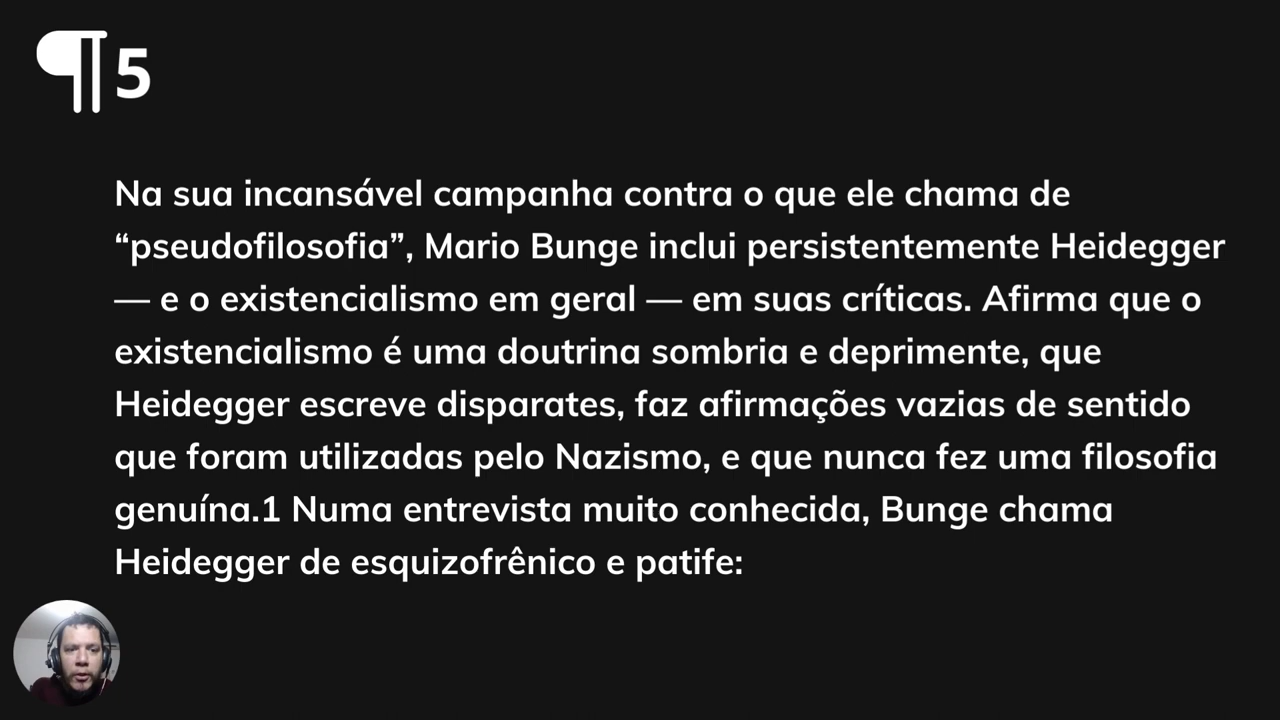 ¶5
Na sua incansável campanha contra o que ele chama de
“pseudofilosofia”, Mario Bunge inclui persistentemente Heidegger
— e o existencialismo em geral — em suas críticas. Afirma que o
existencialismo é uma doutrina sombria e deprimente, que
Heidegger escreve disparates, faz afirmações vazias de sentido
que foram utilizadas pelo Nazismo, e que nunca fez uma filosofia
genuína.1 Numa entrevista muito conhecida, Bunge chama
Heidegger de esquizofrênico e patife: